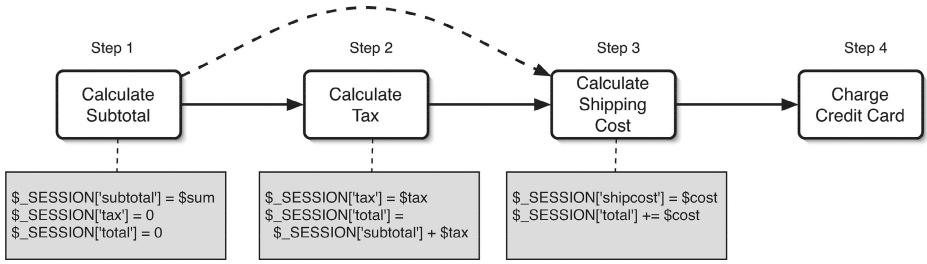 Step 1
Step 2
Step 3
Step 4
Calculate
Subtotal
Calculate
Tax
Calculate
Shipping
Cost
Charge
Credit Card
$_SESSION['subtotal'] = $sum
$_SESSION['tax'] = 0
$_SESSION['total'] = 0
$_SESSION['tax'] = $tax
$_SESSION['total'] =
$_SESSION['subtotal'] + $tax
$_SESSION['shipcost'] = $cost
$_SESSION['total'] += $cost